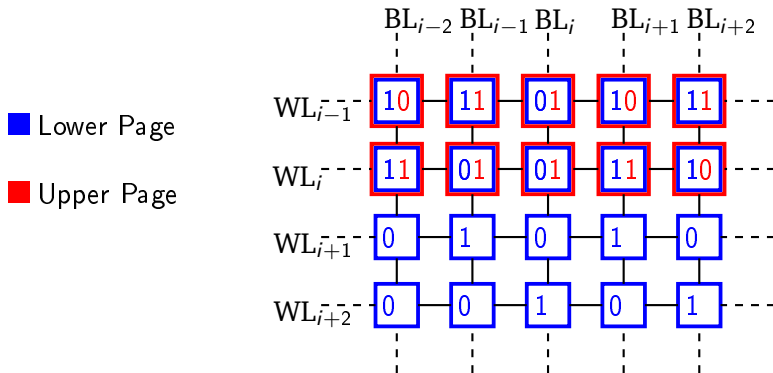 BL_{i−2} BL_{i−1} BL_i BL_{i+1} BL_{i+2}
WL_{i−1} 10 11 01 10 11
Lower Page
WL_i 11 01 01 11 10
Upper Page
WL_{i+1} 0 1 0 1 0
WL_{i+2} 0 0 1 0 1